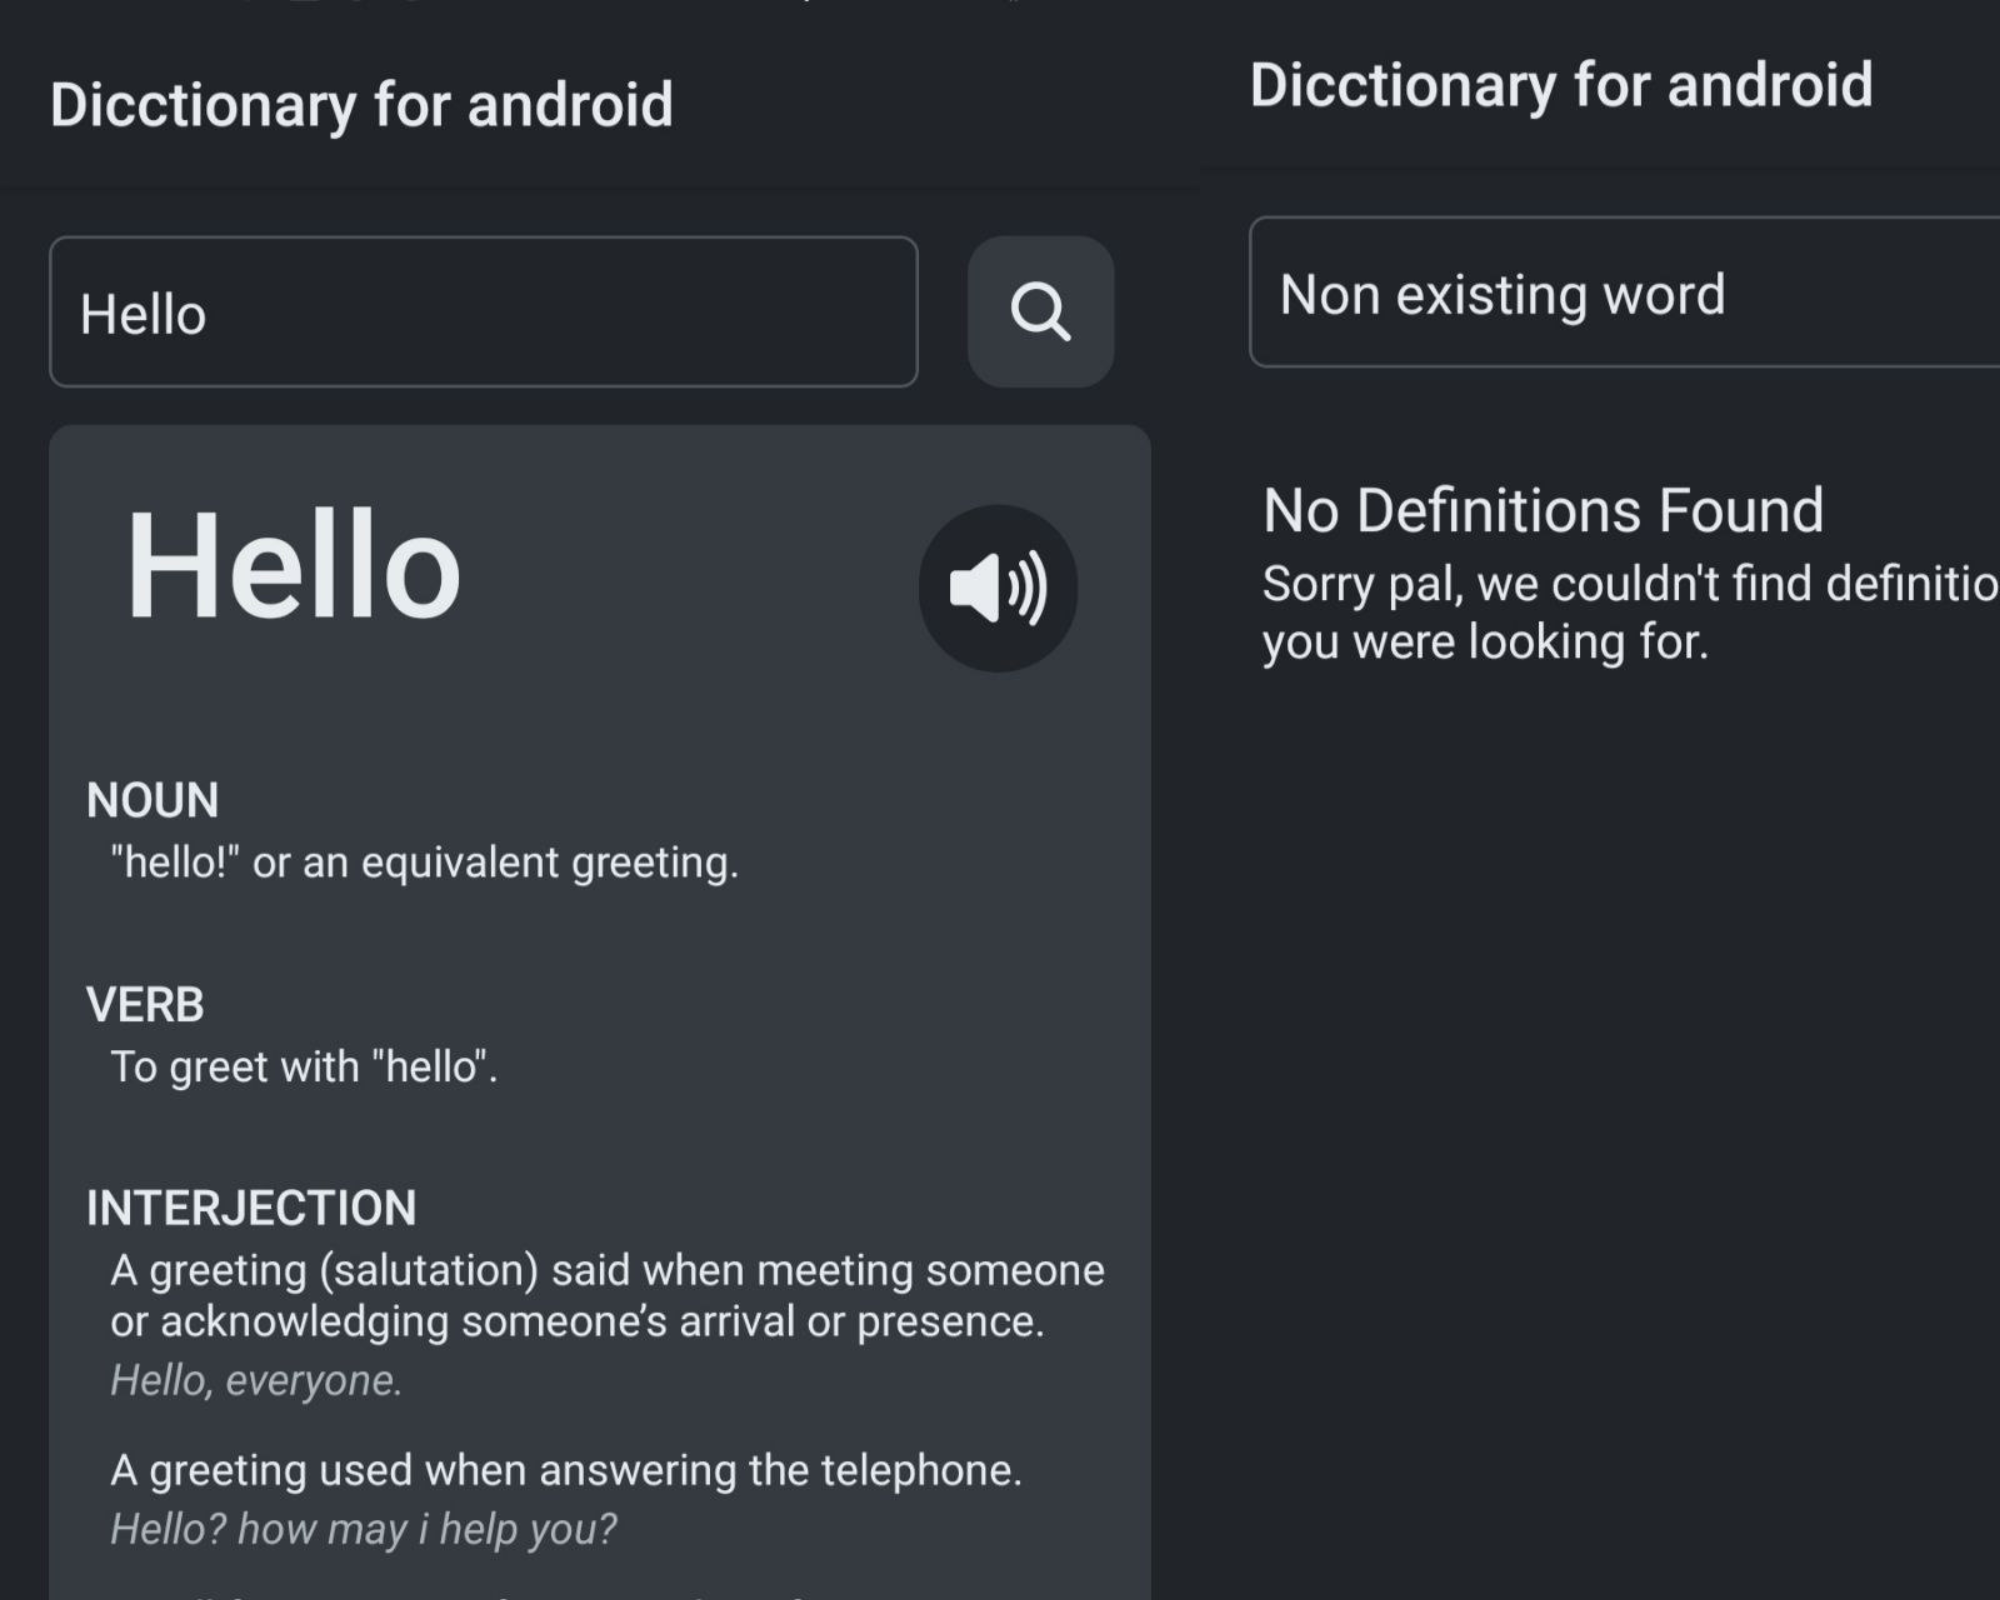 Dicctionary for android
Hello
Hello
NOUN
"hello!" or an equivalent greeting.
VERB
To greet with "hello".
INTERJECTION
A greeting (salutation) said when meeting someone
or acknowledging someone’s arrival or presence.
Hello, everyone.
A greeting used when answering the telephone.
Hello? how may i help you?
Dicctionary for android
Non existing word
No Definitions Found
Sorry pal, we couldn't find
you were looking for.